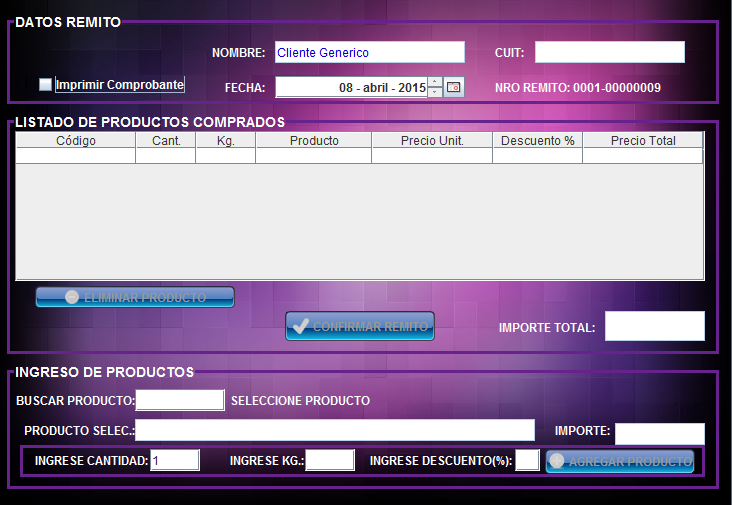 DATOS REMITO
NOMBRE: Cliente Generico CUIT:
Imprimir Comprobante FECHA: 08 - abril - 2015 NRO REMITO: 0001-00000009
LISTADO DE PRODUCTOS COMPRADOS
Código Cant. Kg. Producto Precio Unit. Descuento % Precio Total
ELIMINAR PRODUCTO
CONFIRMAR REMITO IMPORTE TOTAL:
INGRESO DE PRODUCTOS
BUSCAR PRODUCTO: SELECCIONE PRODUCTO
PRODUCTO SELEC.: IMPORTE:
INGRESE CANTIDAD: 1 INGRESE KG.: INGRESE DESCUENTO(%): AGREGAR PRODUCTO